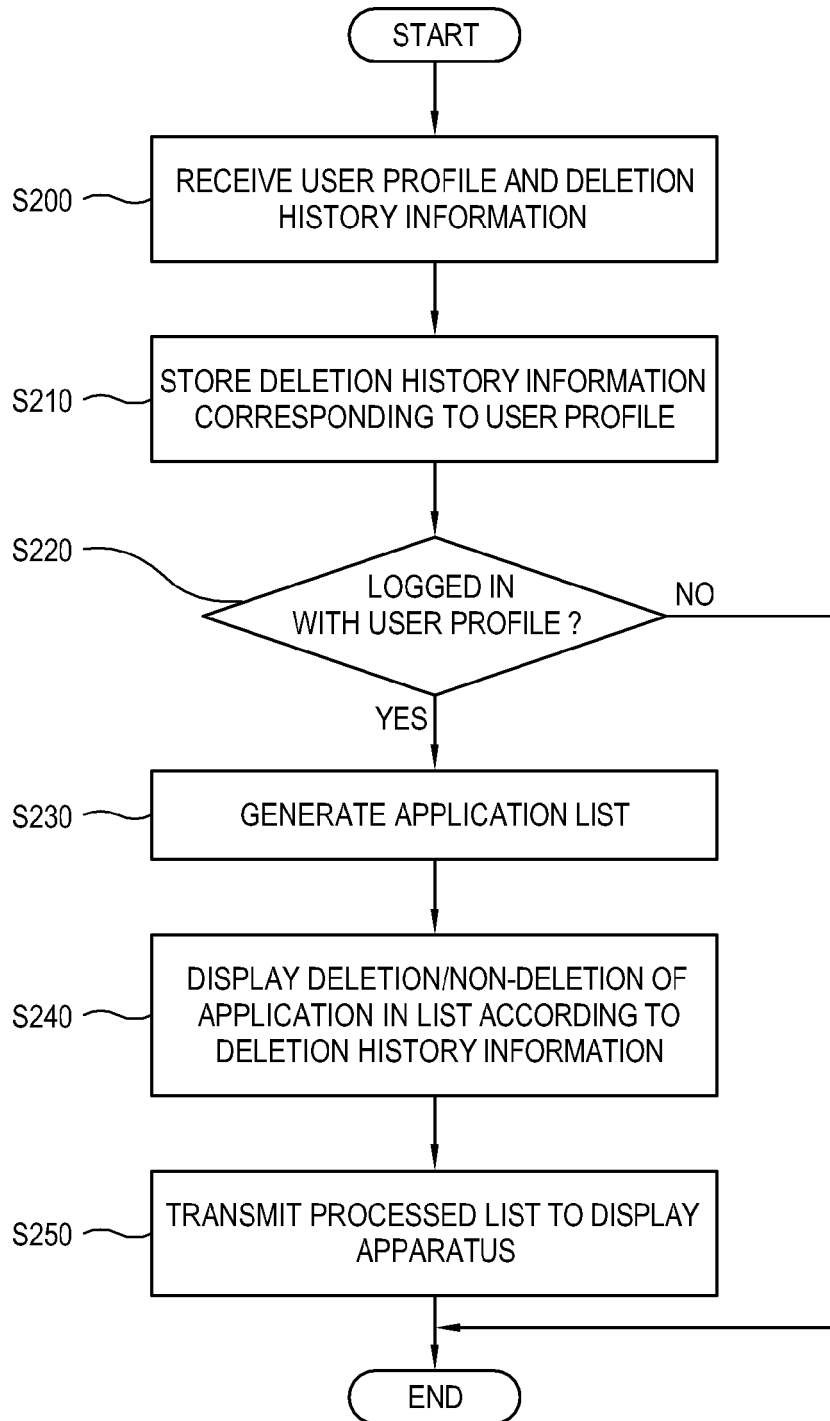 START
S200
RECEIVE USER PROFILE AND DELETION
HISTORY INFORMATION
S210
STORE DELETION HISTORY INFORMATION
CORRESPONDING TO USER PROFILE
S220
LOGGED IN
WITH USER PROFILE ?
NO
YES
S230
GENERATE APPLICATION LIST
S240
DISPLAY DELETION/NON-DELETION OF
APPLICATION IN LIST ACCORDING TO
DELETION HISTORY INFORMATION
S250
TRANSMIT PROCESSED LIST TO DISPLAY
APPARATUS
END